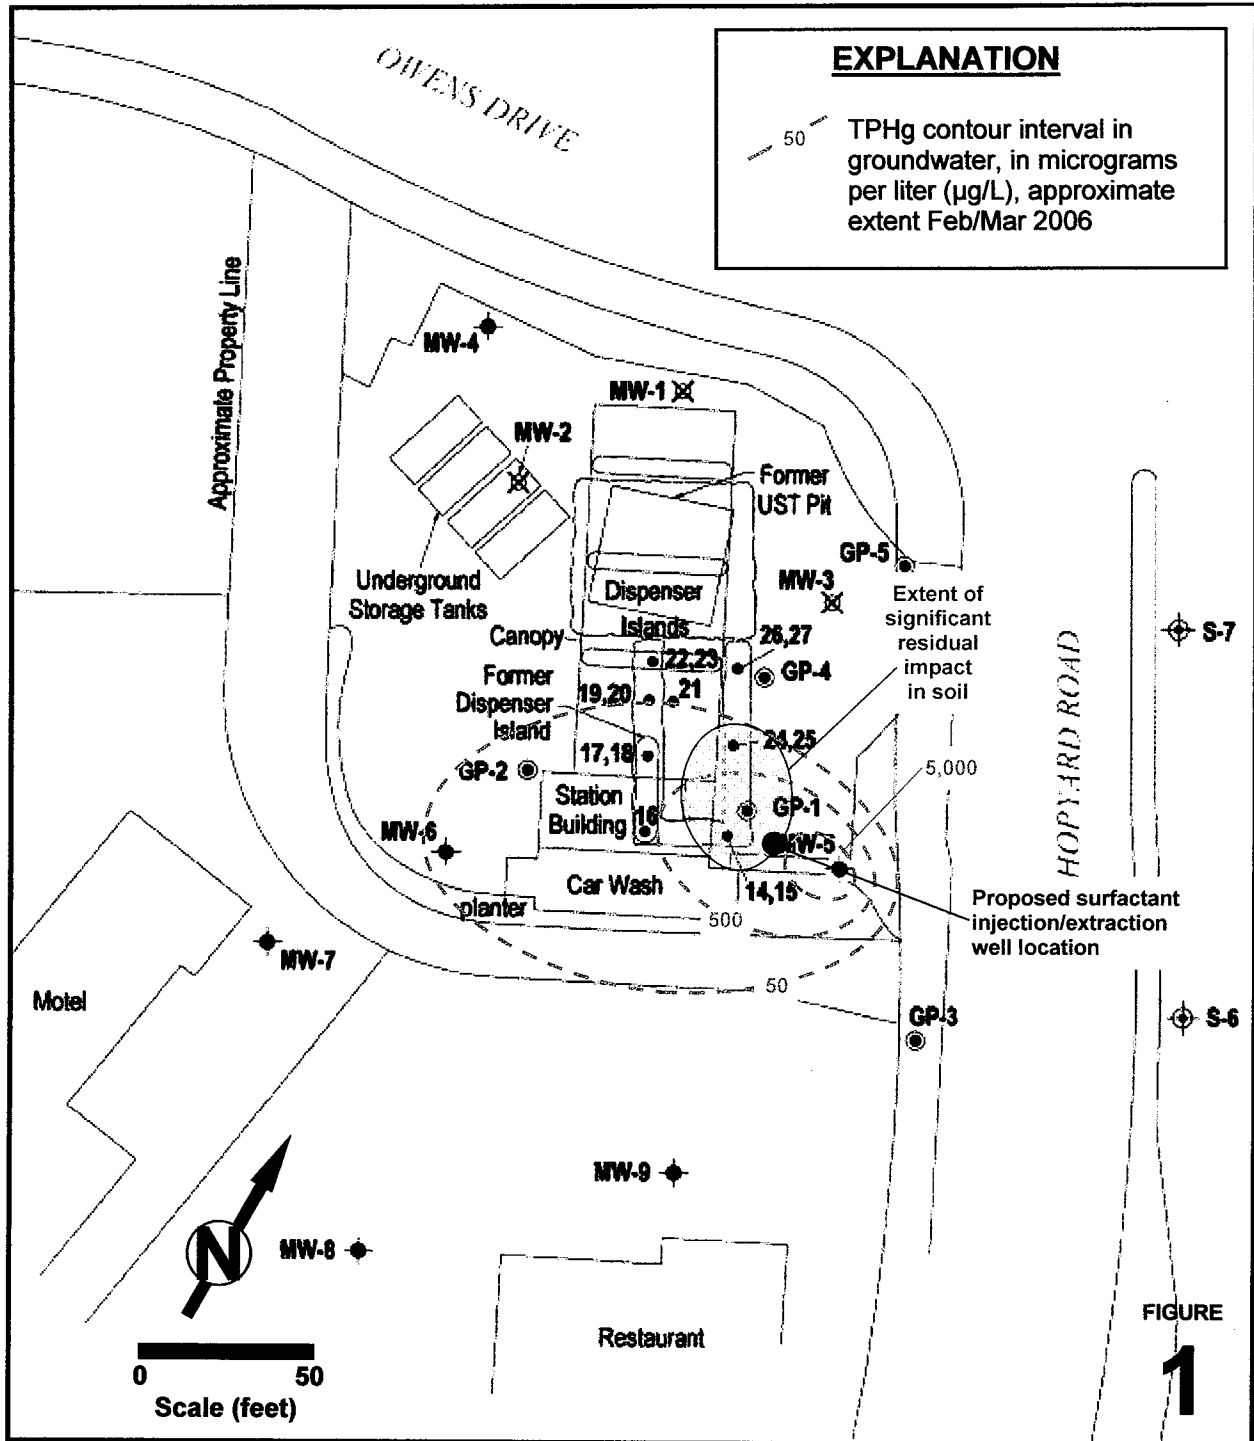 EXPLANATION
50
TPHg contour interval in
groundwater, in micrograms
per liter (µg/L), approximate
extent Feb/Mar 2006
OWENS DRIVE
Approximate Property Line
MW-4
MW-1
MW-2
Former
UST Pit
GP-5
MW-3
Underground
Storage Tanks
Dispenser
Islands
Extent of
significant
residual
impact
in soil
S-7
HOPYARD ROAD
Canopy
22,23
26,27
GP-4
Former
Dispenser
Island
19,20
21
17,18
24,25
5,000
GP-2
Station
Building
16
GP-1
MW-6
MW-5
Car Wash
14,15
planter
500
Proposed surfactant
injection/extraction
well location
MW-7
50
Motel
GP-3
S-6
MW-9
N
MW-8
Restaurant
0 50
Scale (feet)
FIGURE
1